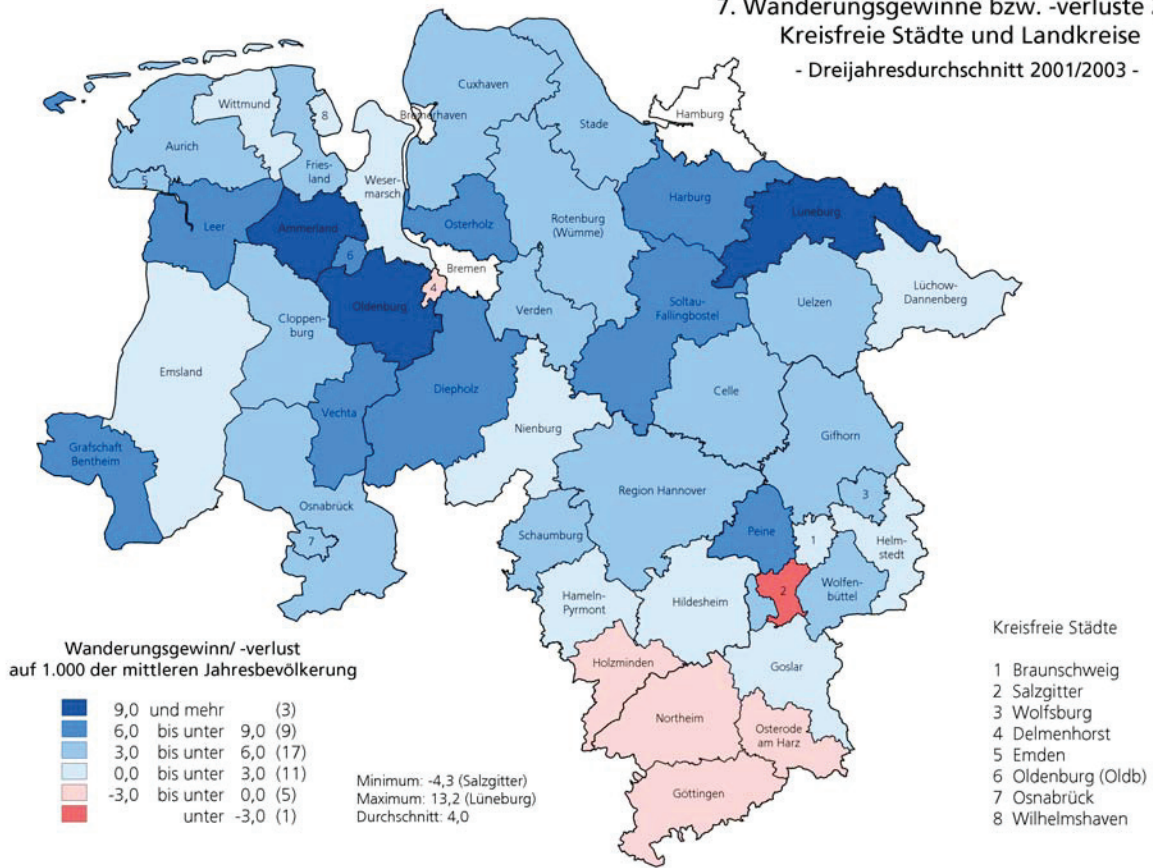 7. Wanderungsgewinne bzw. -verluste
Kreisfreie Städte und Landkreise
- Dreijahresdurchschnitt 2001/2003 -
Cuxhaven
Wittmund
8
Bremerhaven
Stade
Hamburg
Aurich
Fries-
land
Weser-
marsch
5
Leer
Ammerland
Osterholz
Rotenburg
(Wümme)
Harburg
Lüneburg
6
Bremen
4
Oldenburg
Verden
Soltau-
Fallingbostel
Uelzen
Lüchow-
Dannenberg
Cloppen-
burg
Emsland
Diepholz
Celle
Vechta
Nienburg
Gifhorn
Grafschaft
Bentheim
Region Hannover
3
Osnabrück
Schaumburg
Peine
1
Helm-
stedt
7
2
Wolfen-
büttel
Hameln-
Pyrmont
Hildesheim
Holzminden
Goslar
Northeim
Osterode
am Harz
Göttingen
Wanderungsgewinn/ -verlust
auf 1.000 der mittleren Jahresbevölkerung
9,0 und mehr (3)
6,0 bis unter 9,0 (9)
3,0 bis unter 6,0 (17)
0,0 bis unter 3,0 (11)
-3,0 bis unter 0,0 (5)
unter -3,0 (1)
Minimum: -4,3 (Salzgitter)
Maximum: 13,2 (Lüneburg)
Durchschnitt: 4,0
Kreisfreie Städte
1 Braunschweig
2 Salzgitter
3 Wolfsburg
4 Delmenhorst
5 Emden
6 Oldenburg (Oldb)
7 Osnabrück
8 Wilhelmshaven